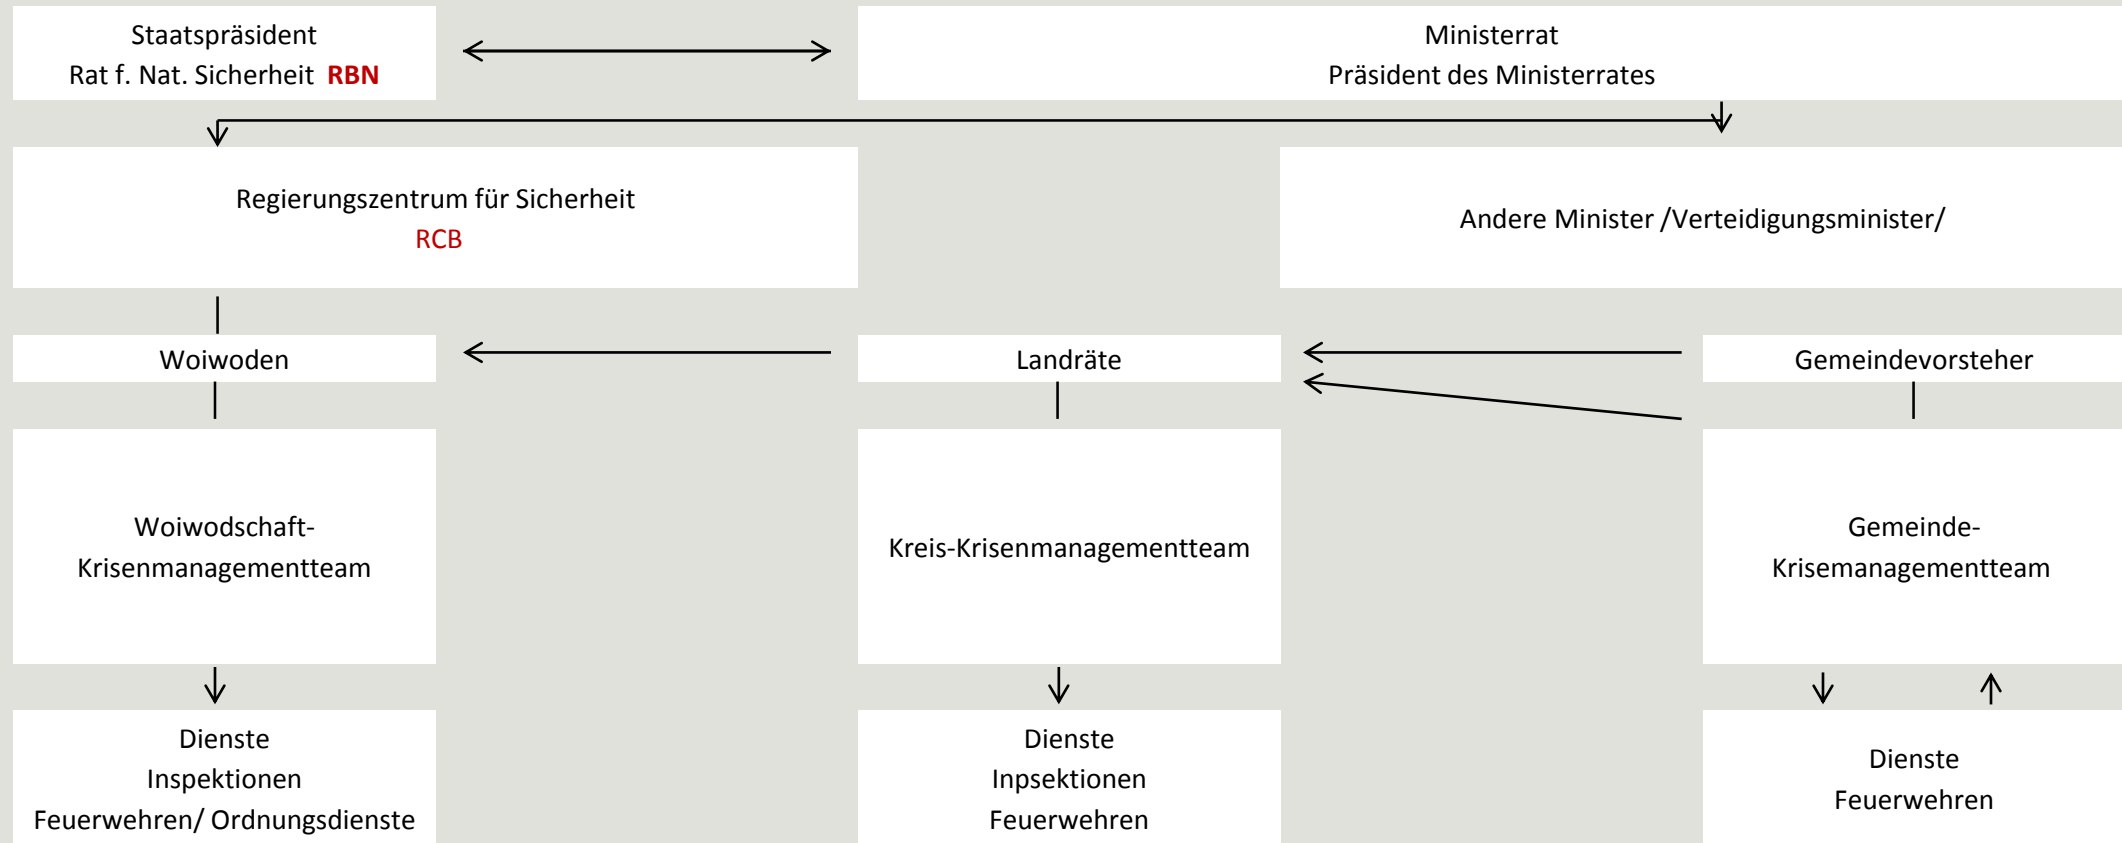 Staatspräsident
Rat f. Nat. Sicherheit RBN
Ministerrat
Präsident des Ministerrates
Regierungszentrum für Sicherheit
RCB
Andere Minister /Verteidigungsminister/
Woiwoden
Landräte
Gemeindevorsteher
Woiwodschaft-
Krisenmanagementteam
Kreis-Krisenmanagementteam
Gemeinde-
Krisemanagementteam
Dienste
Inspektionen
Feuerwehren/ Ordnungsdienste
Dienste
Inpsektionen
Feuerwehren
Dienste
Feuerwehren